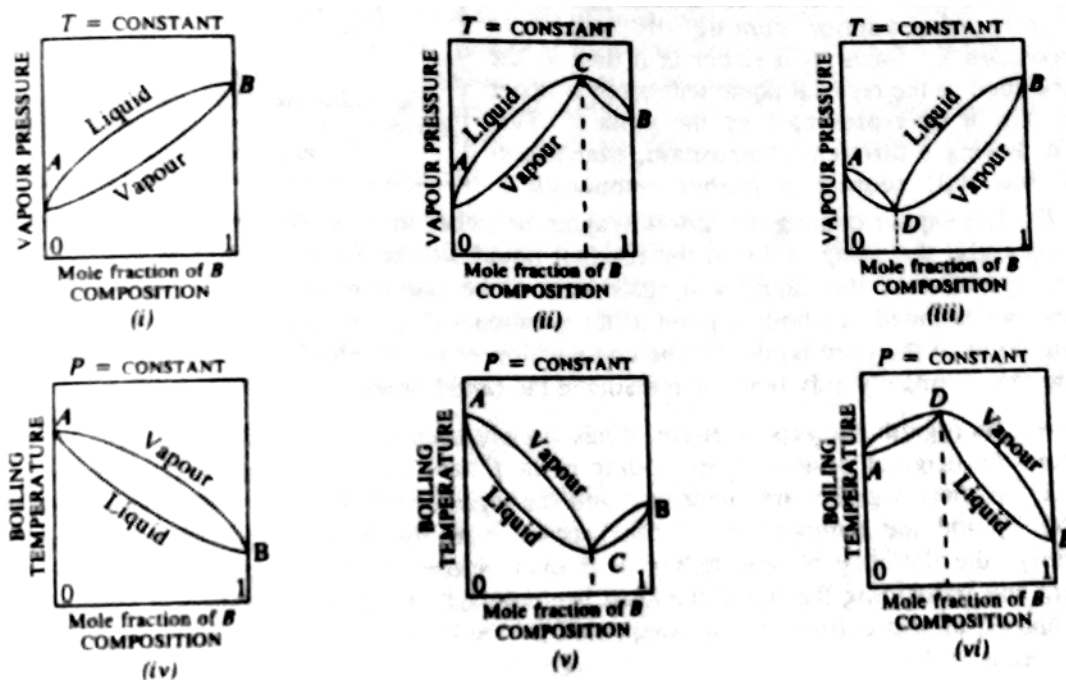 T = CONSTANT
VAPOUR PRESSURE
A
Liquid
Vapour
B
0
1
Mole fraction of B
COMPOSITION
(i)
T = CONSTANT
VAPOUR PRESSURE
C
A
Liquid
Vapour
B
0
1
Mole fraction of B
COMPOSITION
(ii)
T = CONSTANT
VAPOUR PRESSURE
A
Liquid
Vapour
B
D
0
1
Mole fraction of B
COMPOSITION
(iii)
P = CONSTANT
BOILING
TEMPERATURE
A
Vapour
Liquid
B
0
1
Mole fraction of B
COMPOSITION
(iv)
P = CONSTANT
BOILING
TEMPERATURE
A
Vapour
Liquid
B
C
0
1
Mole fraction of B
COMPOSITION
(v)
P = CONSTANT
BOILING
TEMPERATURE
D
A
Vapour
Liquid
B
0
1
Mole fraction of B
COMPOSITION
(vi)